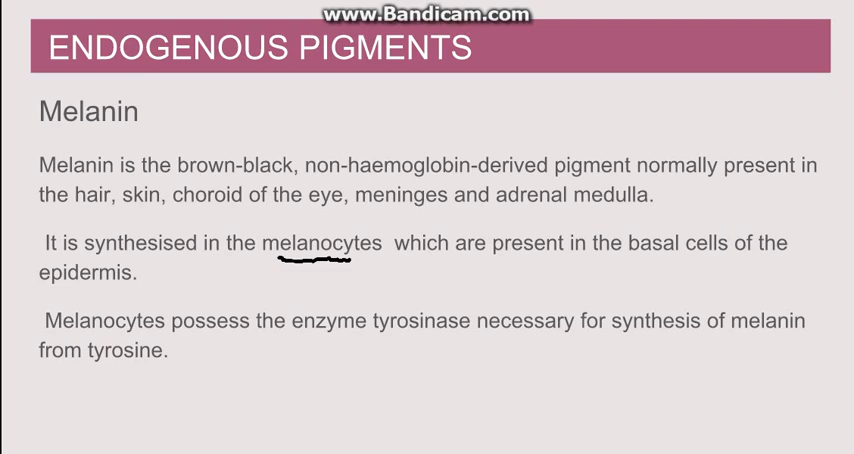 www.Bandicam.com
ENDOGENOUS PIGMENTS
Melanin
Melanin is the brown-black, non-haemoglobin-derived pigment normally present in
the hair, skin, choroid of the eye, meninges and adrenal medulla.
It is synthesised in the melanocytes which are present in the basal cells of the
epidermis.
Melanocytes possess the enzyme tyrosinase necessary for synthesis of melanin
from tyrosine.